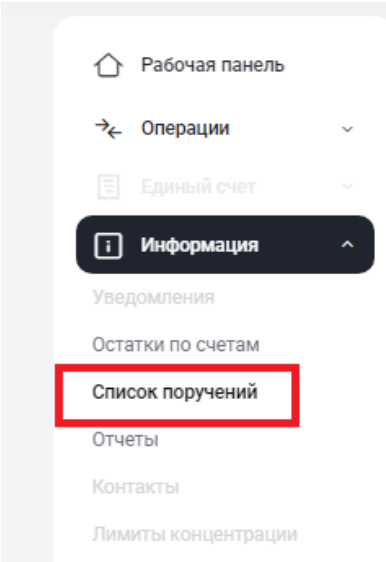 Рабочая панель
Операции
Единый счет
Информация
Уведомления
Остатки по счетам
Список поручений
Отчеты
Контакты
Лимиты концентрации